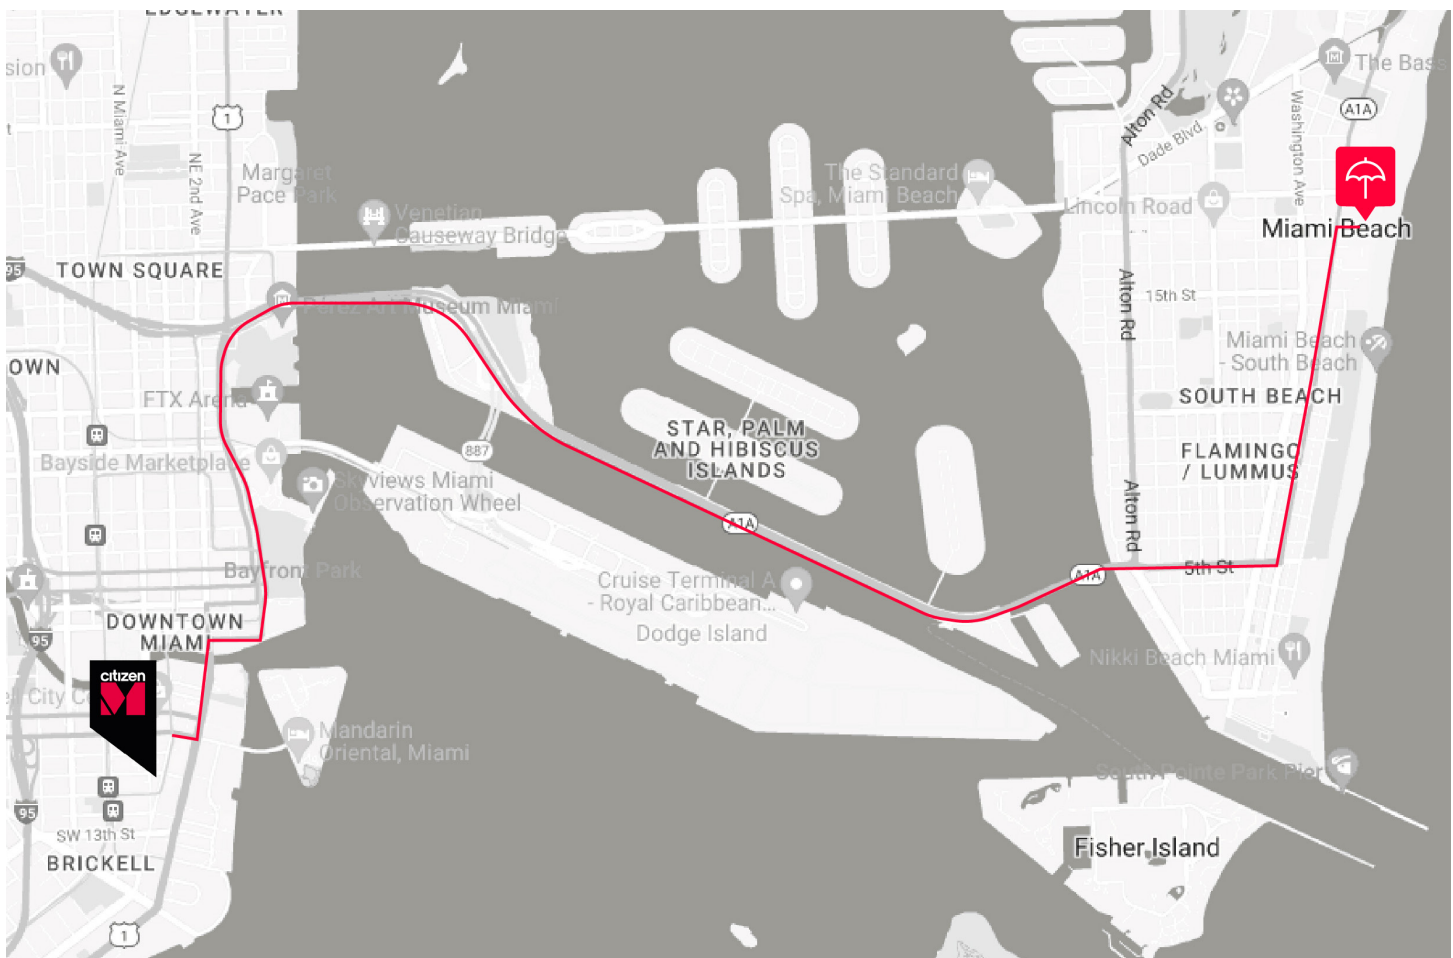 EDGEWATER
sion
The Bass
1
A1A
N Miami Ave
Alton Rd
Dade Blvd
Washington Ave
NE 2nd Ave
Margaret
Pace Park
The Standard
Spa, Miami Beach
Lincoln Road
Venetian
Causeway Bridge
Miami Beach
95
TOWN SQUARE
Pérez Art Museum Miami
Alton Rd
15th St
Miami Beach
- South Beach
OWN
FTX Arena
SOUTH BEACH
STAR, PALM
AND HIBISCUS
ISLANDS
887
FLAMINGO
/ LUMMUS
Bayside Marketplace
Skyviews Miami
Observation Wheel
Alton Rd
A1A
Bayfront Park
A1A
5th St
Cruise Terminal A
- Royal Caribbean...
Dodge Island
DOWNTOWN
MIAMI
95
Nikki Beach Miami
citizen
M
City C
Mandarin
Oriental, Miami
South Pointe Park Pier
95
SW 13th St
BRICKELL
Fisher Island
1